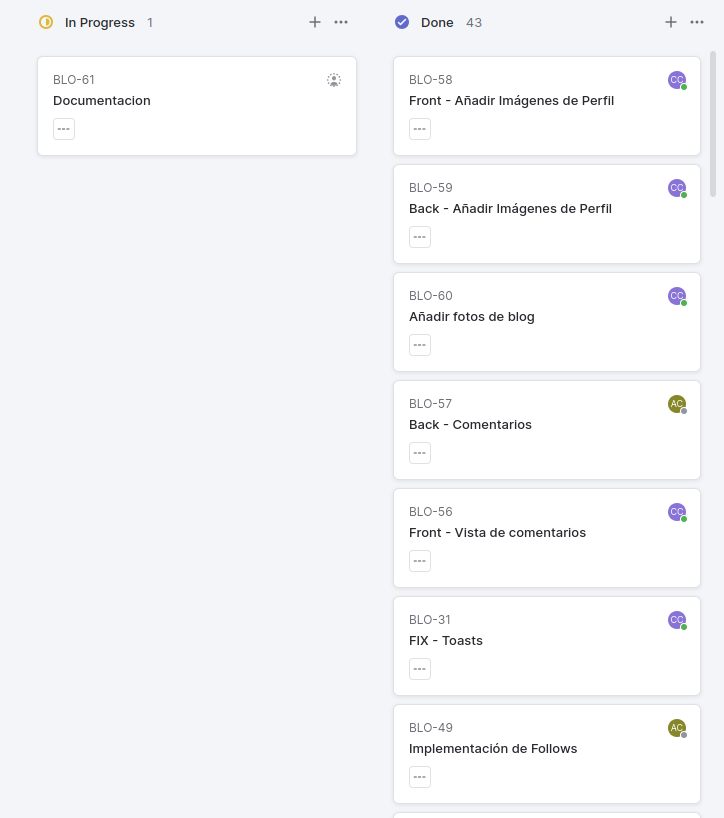 In Progress 1
BLO-61
Documentacion
---
Done 43
BLO-58
CC
Front - Añadir Imágenes de Perfil
---
BLO-59
CC
Back - Añadir Imágenes de Perfil
---
BLO-60
CC
Añadir fotos de blog
---
BLO-57
AC
Back - Comentarios
---
BLO-56
CC
Front - Vista de comentarios
---
BLO-31
CC
FIX - Toasts
---
BLO-49
AC
Implementación de Follows
---